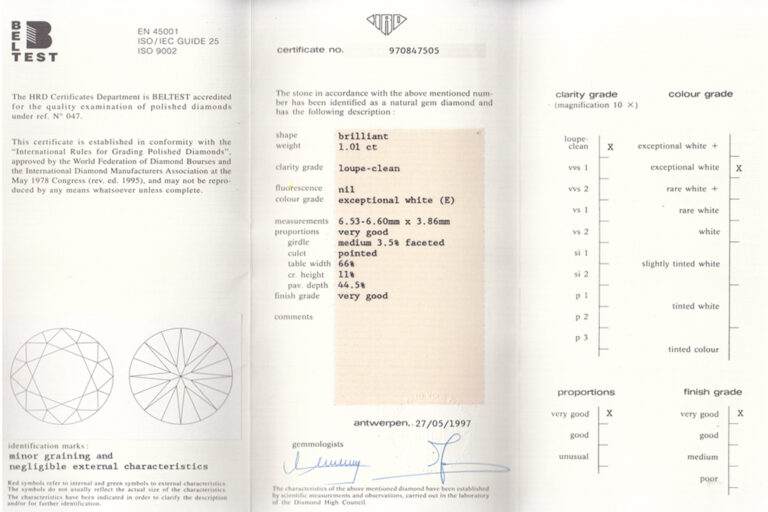 BELTEST
EN 45001
ISO/IEC GUIDE 25
ISO 9002
The HRD Certificates Department is BELTEST accredited
for the quality examination of polished diamonds
under ref. N° 047.
This certificate is established in conformity with the
"International Rules for Grading Polished Diamonds",
approved by the World Federation of Diamond Bourses and
the International Diamond Manufacturers Association at the
May 1978 Congress (rev. ed. 1995), and may not be repro-
duced by any means whatsoever unless complete.
identification marks :
minor graining and
negligible external characteristics
Red symbols refer to internal and green symbols to external characteristics.
The symbols do not usually reflect the actual size of the characteristics.
The characteristics have been indicated in order to clarify the description
and/or for further identification.
HRD
certificate no. 970847505
The stone in accordance with the above mentioned num-
ber has been identified as a natural gem diamond and
has the following description :
shape brilliant
weight 1.01 ct
clarity grade loupe-clean
fluorescence nil
colour grade exceptional white (E)
measurements 6.53-6.60mm x 3.86mm
proportions very good
girdle medium 3.5% faceted
culet pointed
table width 66%
cr. height 11%
pav. depth 44.5%
finish grade very good
comments
antwerpen, 27/05/1997
gemmologists
The characteristics of the above mentioned diamond have been established
by scientific measurements and observations, carried out in the laboratory
of the Diamond High Council.
clarity grade
(magnification 10 ×)
loupe-
clean X
vvs 1
vvs 2
vs 1
vs 2
si 1
si 2
p 1
p 2
p 3
colour grade
exceptional white +
exceptional white X
rare white +
rare white
white
slightly tinted white
tinted white
tinted colour
proportions
very good X
good
unusual
finish grade
very good X
good
medium
poor